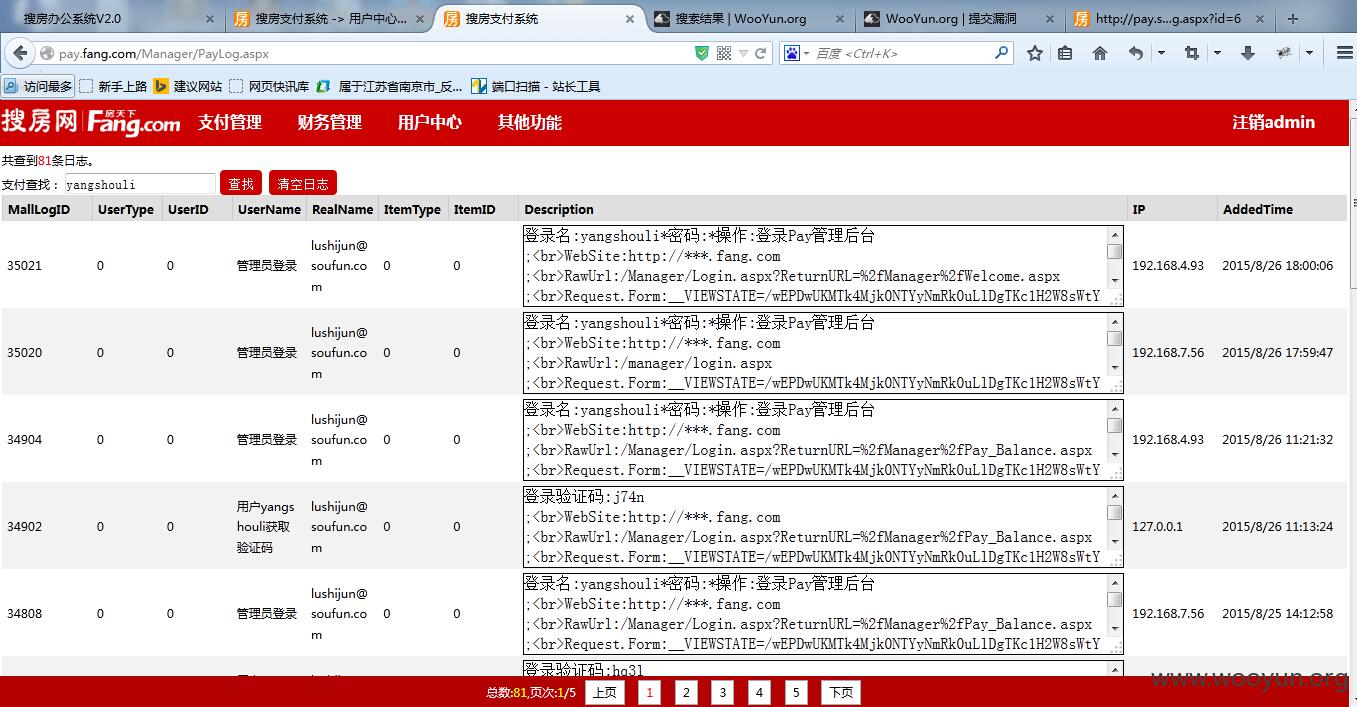 搜房办公系统V2.0
搜房支付系统 -> 用户中心...
搜房支付系统
搜索结果 | WooYun.org
WooYun.org | 提交漏洞
http://pay.s...g.aspx?id=6
pay.fang.com/Manager/PayLog.aspx
百度 <Ctrl+K>
访问最多 新手上路 建议网站 网页快讯库 属于江苏省南京市_反... 端口扫描 - 站长工具
搜房网 房天下 Fang.com 支付管理 财务管理 用户中心 其他功能 注销admin
共查到81条日志。
支付查找： yangshouli 查找 清空日志
MallLogID UserType UserID UserName RealName ItemType ItemID Description IP AddedTime
35021 0 0 管理员登录 lushijun@soufun.com 0 0 登录名:yangshouli*密码:*操作:登录Pay管理后台 192.168.4.93 2015/8/26 18:00:06
;<br>WebSite:http://***.fang.com
;<br>RawUrl:/Manager/Login.aspx?ReturnURL=%2fManager%2fWelcome.aspx
;<br>Request.Form:__VIEWSTATE=/wEPDwUKMTk4Mjk0NTYyNmRk0uLlDgTKc1H2W8sWtY
35020 0 0 管理员登录 lushijun@soufun.com 0 0 登录名:yangshouli*密码:*操作:登录Pay管理后台 192.168.7.56 2015/8/26 17:59:47
;<br>WebSite:http://***.fang.com
;<br>RawUrl:/manager/login.aspx
;<br>Request.Form:__VIEWSTATE=/wEPDwUKMTk4Mjk0NTYyNmRk0uLlDgTKc1H2W8sWtY
34904 0 0 管理员登录 lushijun@soufun.com 0 0 登录名:yangshouli*密码:*操作:登录Pay管理后台 192.168.4.93 2015/8/26 11:21:32
;<br>WebSite:http://***.fang.com
;<br>RawUrl:/Manager/Login.aspx?ReturnURL=%2fManager%2fPay_Balance.aspx
;<br>Request.Form:__VIEWSTATE=/wEPDwUKMTk4Mjk0NTYyNmRk0uLlDgTKc1H2W8sWtY
34902 0 0 用户yangshouli获取验证码 lushijun@soufun.com 0 0 登录验证码:j74n 127.0.0.1 2015/8/26 11:13:24
;<br>WebSite:http://***.fang.com
;<br>RawUrl:/Manager/Login.aspx?ReturnURL=%2fManager%2fPay_Balance.aspx
;<br>Request.Form:__VIEWSTATE=/wEPDwUKMTk4Mjk0NTYyNmRk0uLlDgTKc1H2W8sWtY
34808 0 0 管理员登录 lushijun@soufun.com 0 0 登录名:yangshouli*密码:*操作:登录Pay管理后台 192.168.7.56 2015/8/25 14:12:58
;<br>WebSite:http://***.fang.com
;<br>RawUrl:/Manager/Login.aspx?ReturnURL=%2fManager%2fPay_Balance.aspx
;<br>Request.Form:__VIEWSTATE=/wEPDwUKMTk4Mjk0NTYyNmRk0uLlDgTKc1H2W8sWtY
登录验证码:hq3l
总数:81,页次:1/5 上页 1 2 3 4 5 下页
www.wooyun.org